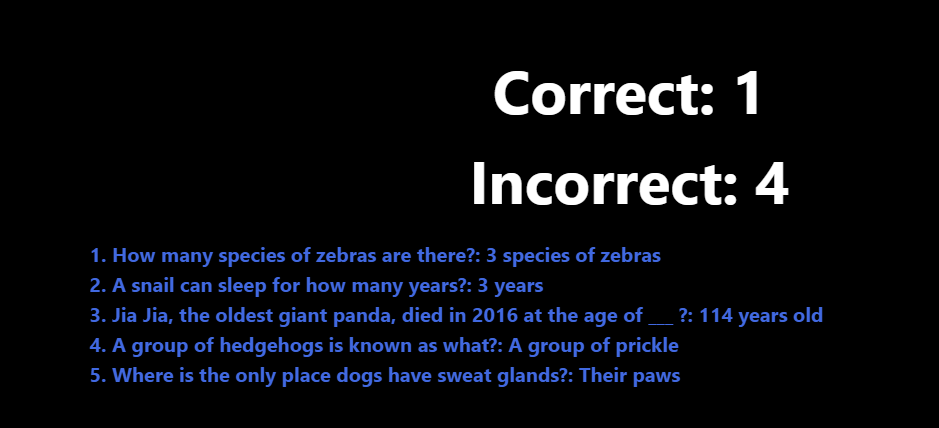 Correct: 1
Incorrect: 4
1. How many species of zebras are there?: 3 species of zebras
2. A snail can sleep for how many years?: 3 years
3. Jia Jia, the oldest giant panda, died in 2016 at the age of ___ ?: 114 years old
4. A group of hedgehogs is known as what?: A group of prickle
5. Where is the only place dogs have sweat glands?: Their paws